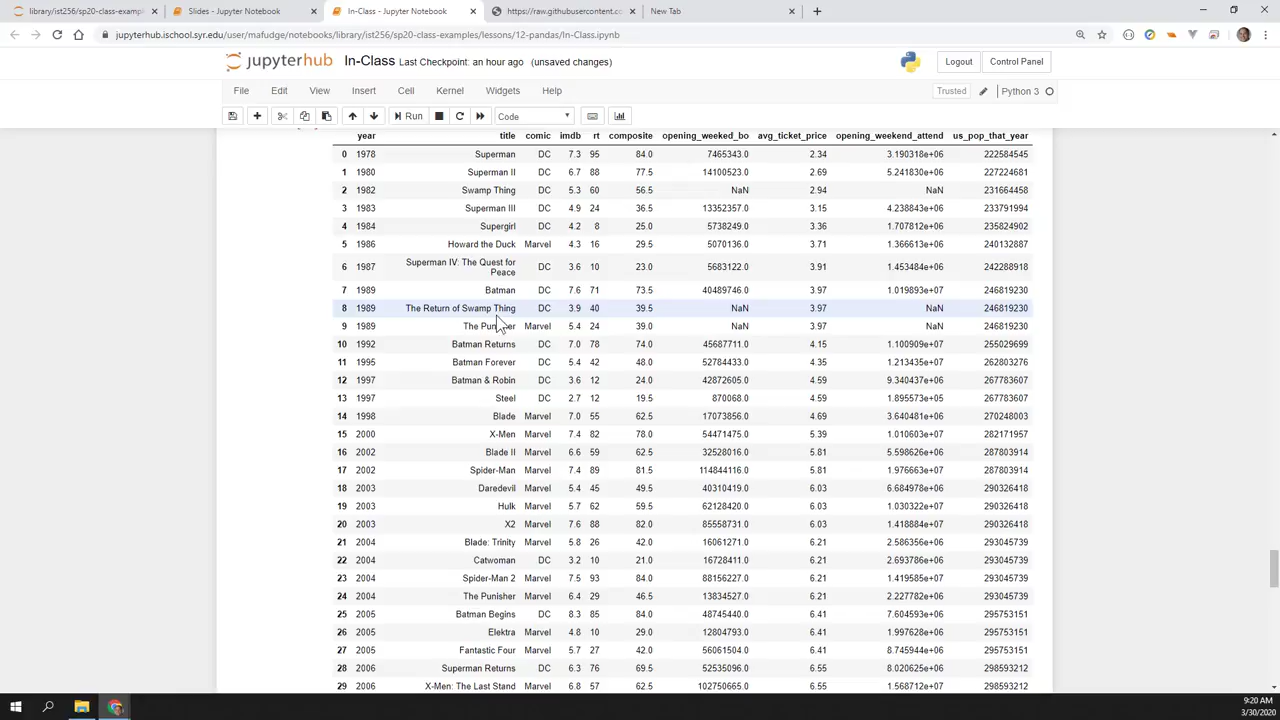 library/ist256/sp20-class-examp
Slides - Jupyter Notebook
In-Class - Jupyter Notebook
https://raw.githubusercontent.c
New Tab
jupyterhub.ischool.syr.edu/user/mafudge/notebooks/library/ist256/sp20-class-examples/lessons/12-pandas/In-Class.ipynb
jupyterhub In-Class Last Checkpoint: an hour ago (unsaved changes) Logout Control Panel
File Edit View Insert Cell Kernel Widgets Help Trusted Python 3
Run Code
year title comic imdb rt composite opening_weeked_bo avg_ticket_price opening_weekend_attend us_pop_that_year
0 1978 Superman DC 7.3 95 84.0 7465343.0 2.34 3.190318e+06 222584545
1 1980 Superman II DC 6.7 88 77.5 14100523.0 2.69 5.241830e+06 227224681
2 1982 Swamp Thing DC 5.3 60 56.5 NaN 2.94 NaN 231664458
3 1983 Superman III DC 4.9 24 36.5 13352357.0 3.15 4.238843e+06 233791994
4 1984 Supergirl DC 4.2 8 25.0 5738249.0 3.36 1.707812e+06 235824902
5 1986 Howard the Duck Marvel 4.3 16 29.5 5070136.0 3.71 1.366613e+06 240132887
6 1987 Superman IV: The Quest for Peace DC 3.6 10 23.0 5683122.0 3.91 1.453484e+06 242288918
7 1989 Batman DC 7.6 71 73.5 40489746.0 3.97 1.019893e+07 246819230
8 1989 The Return of Swamp Thing DC 3.9 40 39.5 NaN 3.97 NaN 246819230
9 1989 The Punisher Marvel 5.4 24 39.0 NaN 3.97 NaN 246819230
10 1992 Batman Returns DC 7.0 78 74.0 45687711.0 4.15 1.100909e+07 255029699
11 1995 Batman Forever DC 5.4 42 48.0 52784433.0 4.35 1.213435e+07 262803276
12 1997 Batman & Robin DC 3.6 12 24.0 42872605.0 4.59 9.340437e+06 267783607
13 1997 Steel DC 2.7 12 19.5 870068.0 4.59 1.895573e+05 267783607
14 1998 Blade Marvel 7.0 55 62.5 17073856.0 4.69 3.640481e+06 270248003
15 2000 X-Men Marvel 7.4 82 78.0 54471475.0 5.39 1.010603e+07 282171957
16 2002 Blade II Marvel 6.6 59 62.5 32528016.0 5.81 5.598626e+06 287803914
17 2002 Spider-Man Marvel 7.4 89 81.5 114844116.0 5.81 1.976663e+07 287803914
18 2003 Daredevil Marvel 5.4 45 49.5 40310419.0 6.03 6.684978e+06 290326418
19 2003 Hulk Marvel 5.7 62 59.5 62128420.0 6.03 1.030322e+07 290326418
20 2003 X2 Marvel 7.6 88 82.0 85558731.0 6.03 1.418884e+07 290326418
21 2004 Blade: Trinity Marvel 5.8 26 42.0 16061271.0 6.21 2.586356e+06 293045739
22 2004 Catwoman DC 3.2 10 21.0 16728411.0 6.21 2.693786e+06 293045739
23 2004 Spider-Man 2 Marvel 7.5 93 84.0 88156227.0 6.21 1.419585e+07 293045739
24 2004 The Punisher Marvel 6.4 29 46.5 13834527.0 6.21 2.227782e+06 293045739
25 2005 Batman Begins DC 8.3 85 84.0 48745440.0 6.41 7.604593e+06 295753151
26 2005 Elektra Marvel 4.8 10 29.0 12804793.0 6.41 1.997628e+06 295753151
27 2005 Fantastic Four Marvel 5.7 27 42.0 56061504.0 6.41 8.745944e+06 295753151
28 2006 Superman Returns DC 6.3 76 69.5 52535096.0 6.55 8.020625e+06 298593212
29 2006 X-Men: The Last Stand Marvel 6.8 57 62.5 102750665.0 6.55 1.568712e+07 298593212
9:20 AM
3/30/2020